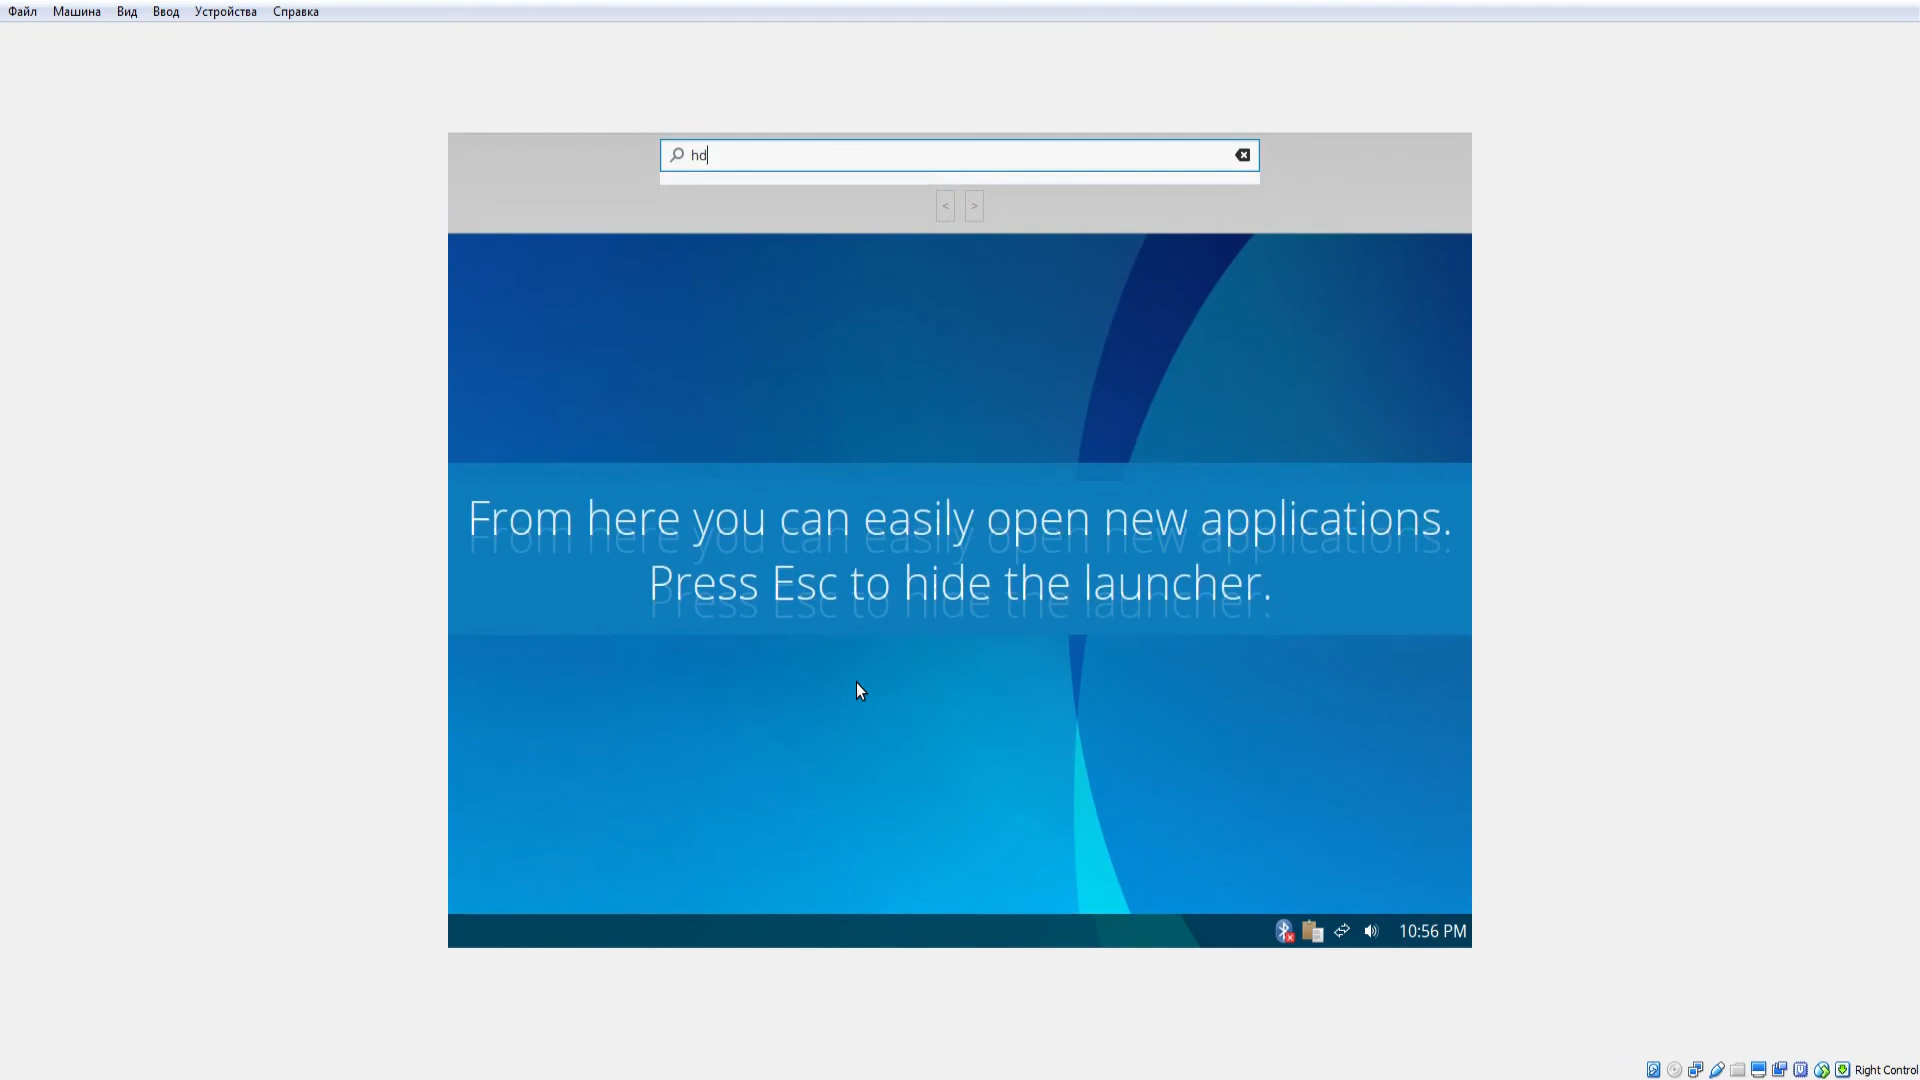 Файл Машина Вид Ввод Устройства Справка
hd
< >
From here you can easily open new applications.
Press Esc to hide the launcher.
10:56 PM
Right Control